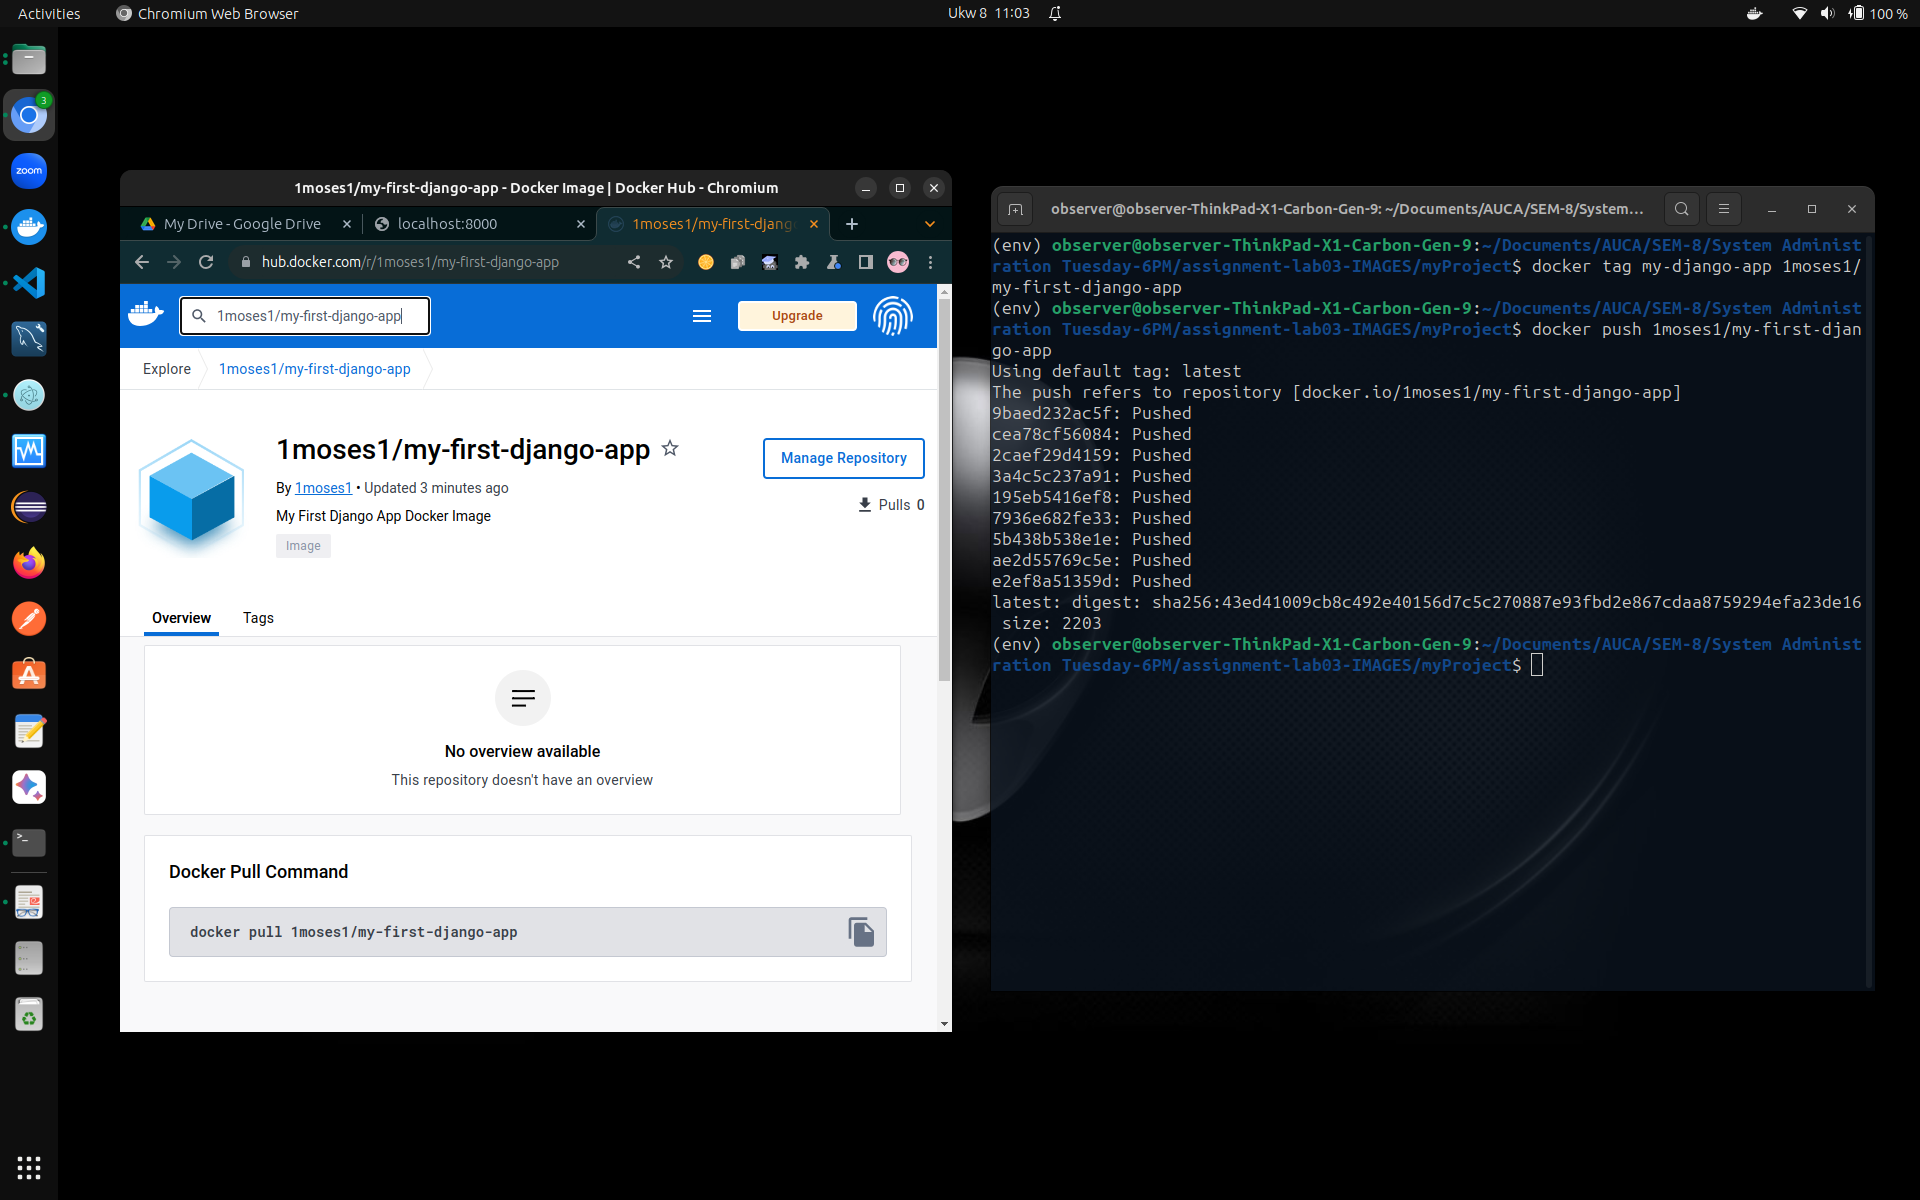 Activities
Chromium Web Browser
Ukw 8 11:03
100 %
3
zoom
1moses1/my-first-django-app - Docker Image | Docker Hub - Chromium
My Drive - Google Drive
localhost:8000
1moses1/my-first-djang
hub.docker.com/r/1moses1/my-first-django-app
1moses1/my-first-django-app
Upgrade
Explore
1moses1/my-first-django-app
1moses1/my-first-django-app
Manage Repository
By 1moses1 • Updated 3 minutes ago
Pulls 0
My First Django App Docker Image
Image
Overview
Tags
No overview available
This repository doesn't have an overview
Docker Pull Command
docker pull 1moses1/my-first-django-app
observer@observer-ThinkPad-X1-Carbon-Gen-9: ~/Documents/AUCA/SEM-8/System...
(env) observer@observer-ThinkPad-X1-Carbon-Gen-9:~/Documents/AUCA/SEM-8/System Administ
ration Tuesday-6PM/assignment-lab03-IMAGES/myProject$ docker tag my-django-app 1moses1/
my-first-django-app
(env) observer@observer-ThinkPad-X1-Carbon-Gen-9:~/Documents/AUCA/SEM-8/System Administ
ration Tuesday-6PM/assignment-lab03-IMAGES/myProject$ docker push 1moses1/my-first-djan
go-app
Using default tag: latest
The push refers to repository [docker.io/1moses1/my-first-django-app]
9baed232ac5f: Pushed
cea78cf56084: Pushed
2caef29d4159: Pushed
3a4c5c237a91: Pushed
195eb5416ef8: Pushed
7936e682fe33: Pushed
5b438b538e1e: Pushed
ae2d55769c5e: Pushed
e2ef8a51359d: Pushed
latest: digest: sha256:43ed41009cb8c492e40156d7c5c270887e93fbd2e867cdaa8759294efa23de16
size: 2203
(env) observer@observer-ThinkPad-X1-Carbon-Gen-9:~/Documents/AUCA/SEM-8/System Administ
ration Tuesday-6PM/assignment-lab03-IMAGES/myProject$